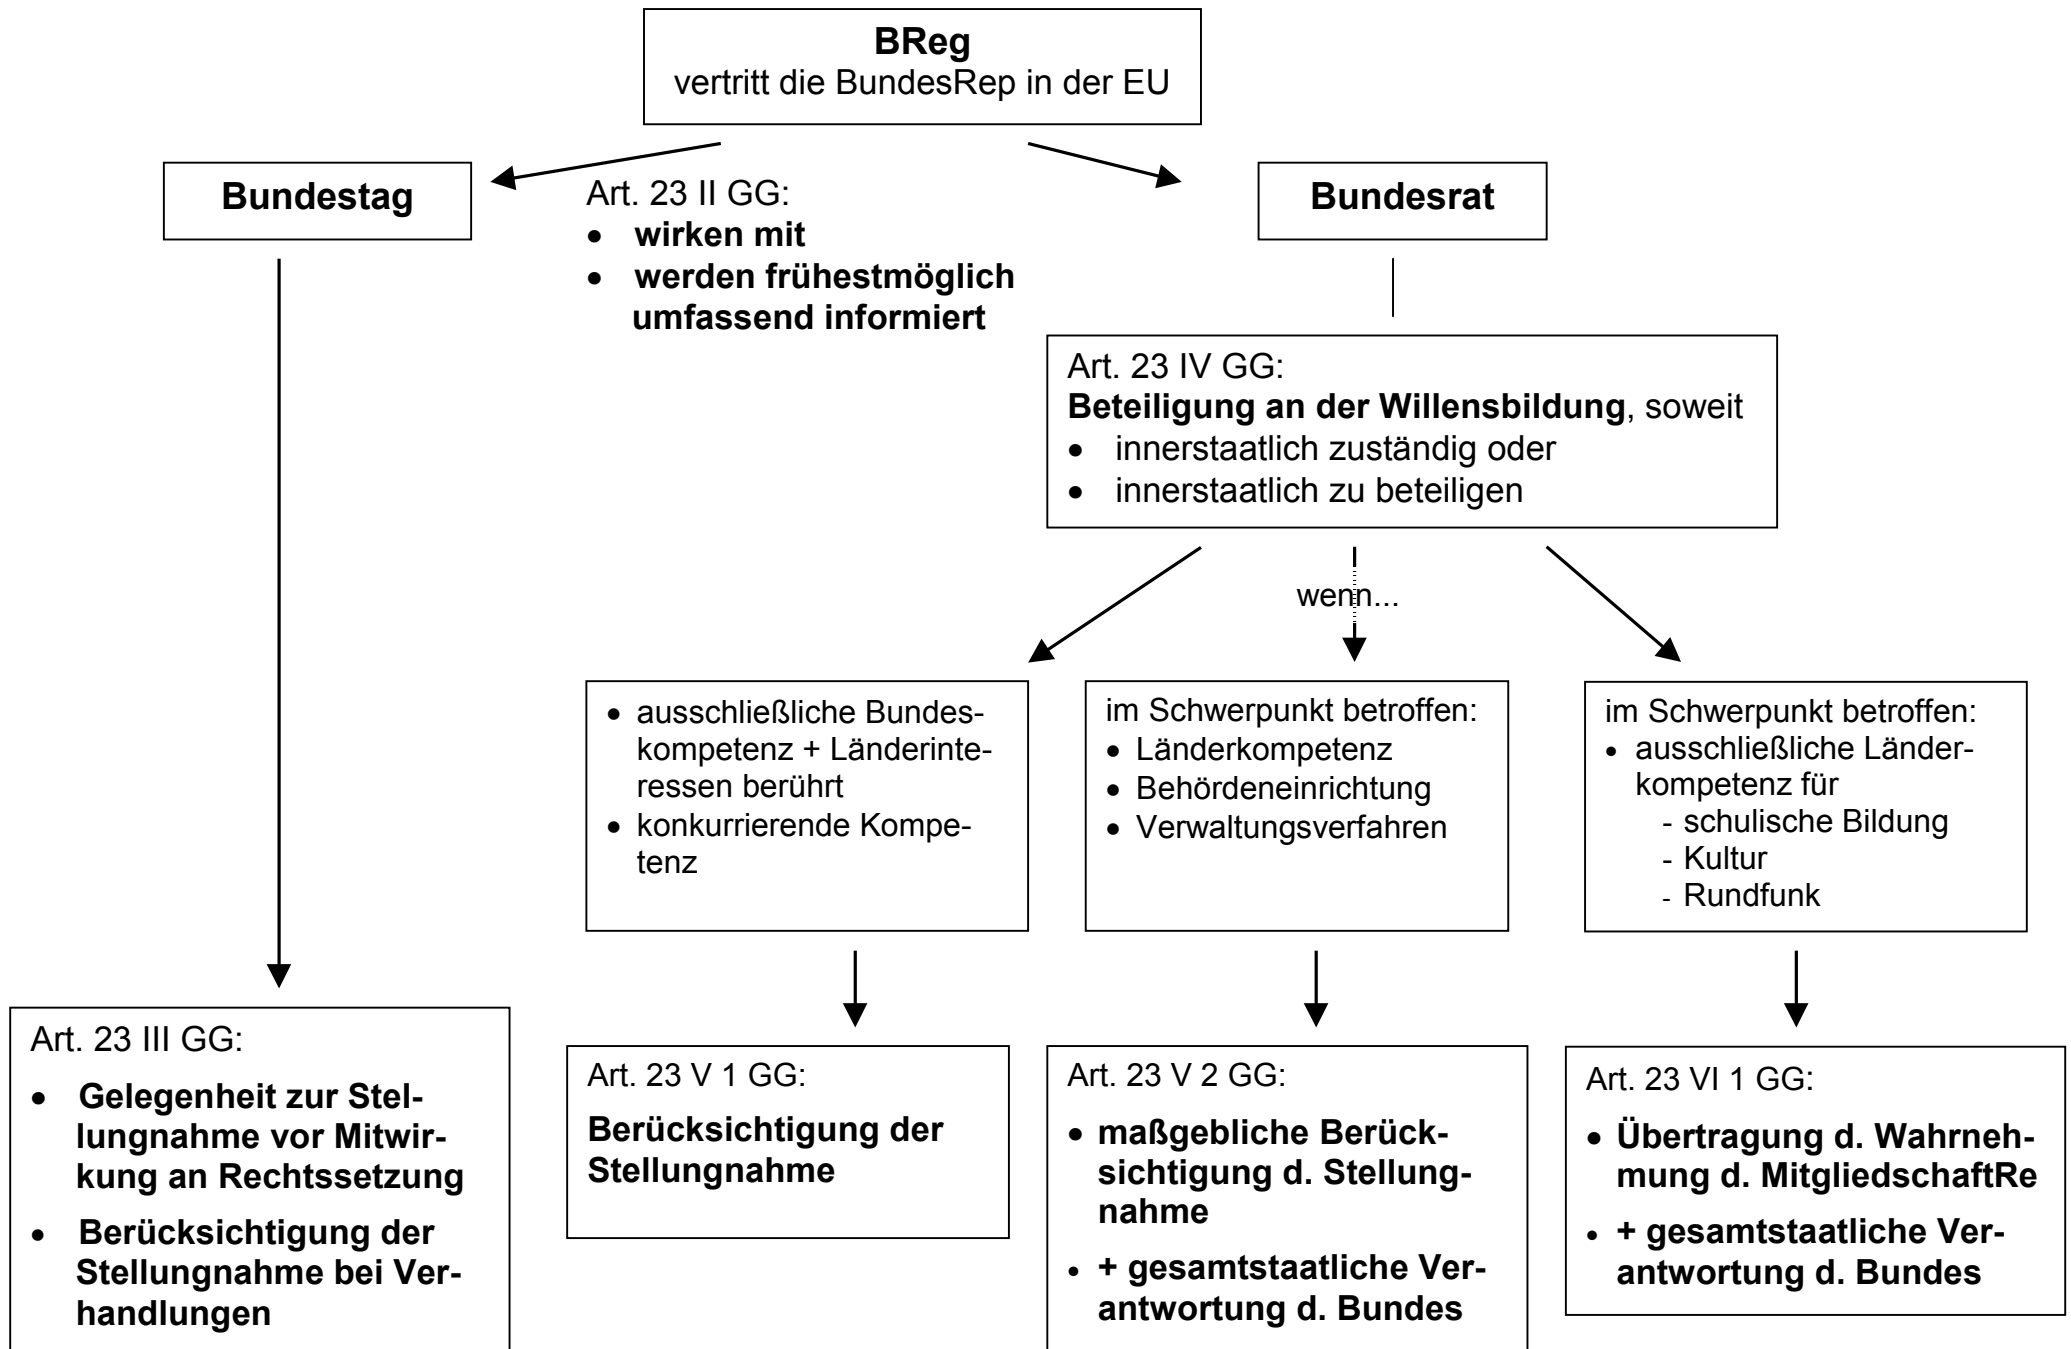 BReg
vertritt die BundesRep in der EU
Bundestag
Art. 23 II GG:
• wirken mit
• werden frühestmöglich
umfassend informiert
Bundesrat
Art. 23 IV GG:
Beteiligung an der Willensbildung, soweit
• innerstaatlich zuständig oder
• innerstaatlich zu beteiligen
wenn...
• ausschließliche Bundes-
kompetenz + Länderinte-
ressen berührt
• konkurrierende Kompe-
tenz
im Schwerpunkt betroffen:
• Länderkompetenz
• Behördeneinrichtung
• Verwaltungsverfahren
im Schwerpunkt betroffen:
• ausschließliche Länder-
kompetenz für
- schulische Bildung
- Kultur
- Rundfunk
Art. 23 III GG:
• Gelegenheit zur Stel-
lungnahme vor Mitwir-
kung an Rechtssetzung
• Berücksichtigung der
Stellungnahme bei Ver-
handlungen
Art. 23 V 1 GG:
Berücksichtigung der
Stellungnahme
Art. 23 V 2 GG:
• maßgebliche Berück-
sichtigung d. Stellung-
nahme
• + gesamtstaatliche Ver-
antwortung d. Bundes
Art. 23 VI 1 GG:
• Übertragung d. Wahrneh-
mung d. MitgliedschaftRe
• + gesamtstaatliche Ver-
antwortung d. Bundes